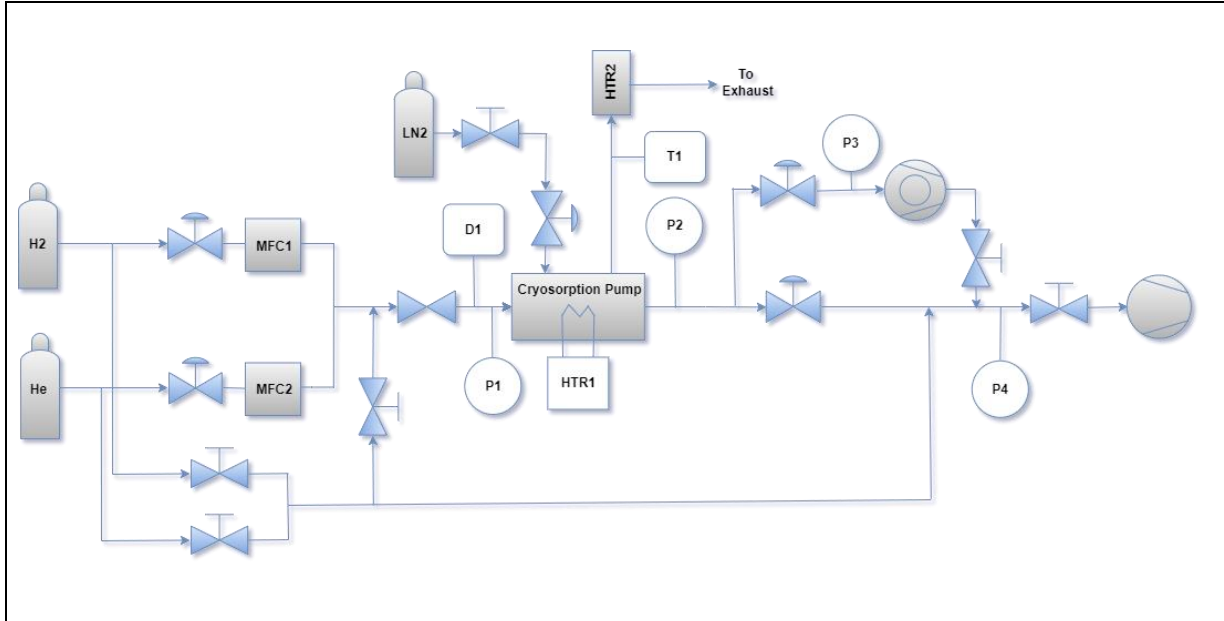 HTR2
To
Exhaust
LN2
T1
P3
D1
P2
H2
MFC1
Cryosorption Pump
He
MFC2
P1
HTR1
P4